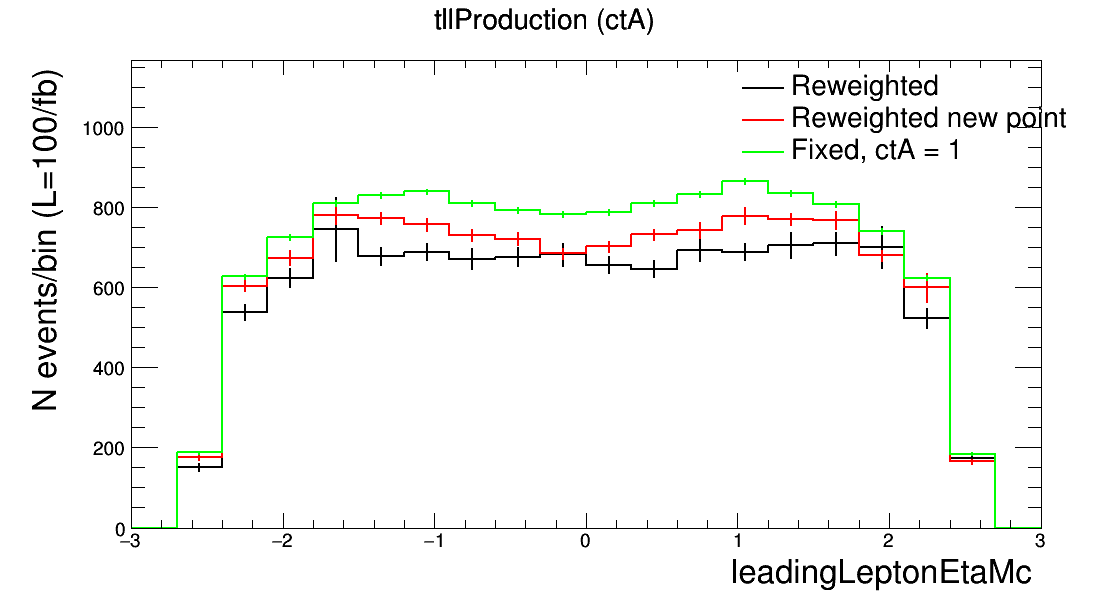 tllProduction (ctA)
N events/bin (L=100/fb)
Reweighted
Reweighted new point
Fixed, ctA = 1
1000
800
600
400
200
0
−3
−2
−1
0
1
2
3
leadingLeptonEtaMc